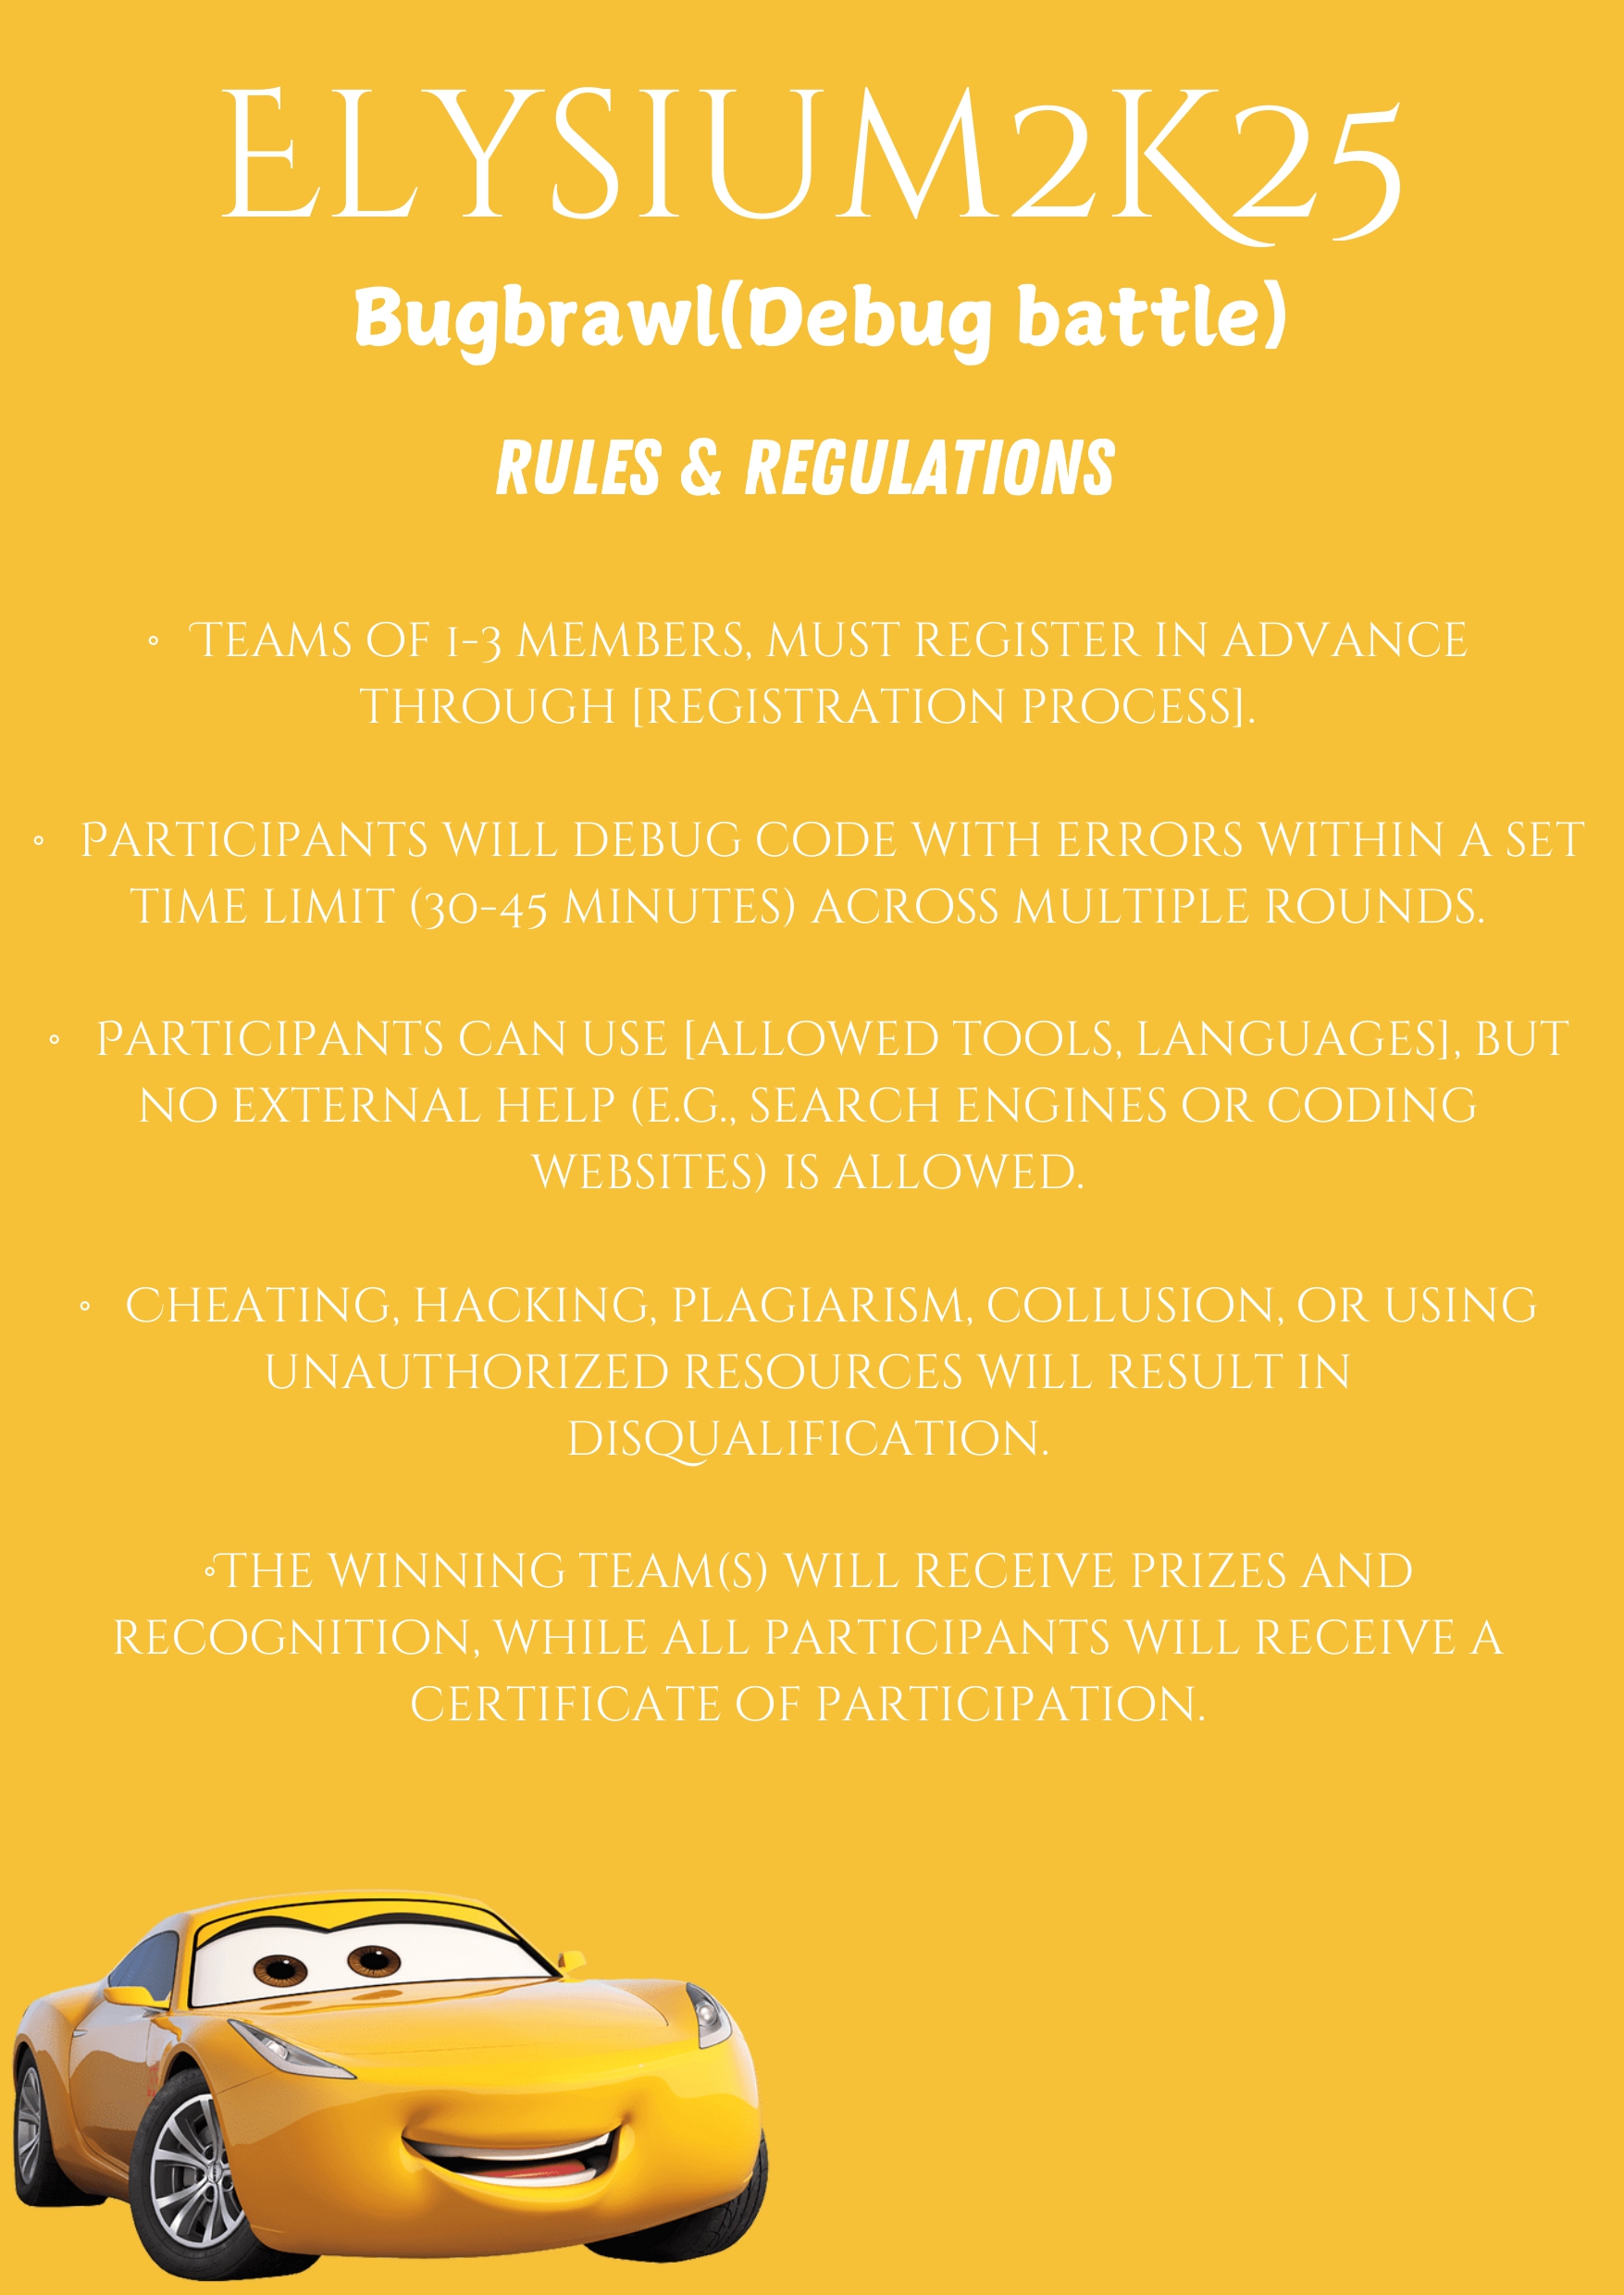 ELYSIUM2K25
Bugbrawl(Debug battle)
RULES & REGULATIONS
◦ TEAMS OF 1-3 MEMBERS, MUST REGISTER IN ADVANCE
THROUGH [REGISTRATION PROCESS].
◦ PARTICIPANTS WILL DEBUG CODE WITH ERRORS WITHIN A SET
TIME LIMIT (30-45 MINUTES) ACROSS MULTIPLE ROUNDS.
◦ PARTICIPANTS CAN USE [ALLOWED TOOLS, LANGUAGES], BUT
NO EXTERNAL HELP (E.G., SEARCH ENGINES OR CODING
WEBSITES) IS ALLOWED.
◦ CHEATING, HACKING, PLAGIARISM, COLLUSION, OR USING
UNAUTHORIZED RESOURCES WILL RESULT IN
DISQUALIFICATION.
◦THE WINNING TEAM(S) WILL RECEIVE PRIZES AND
RECOGNITION, WHILE ALL PARTICIPANTS WILL RECEIVE A
CERTIFICATE OF PARTICIPATION.